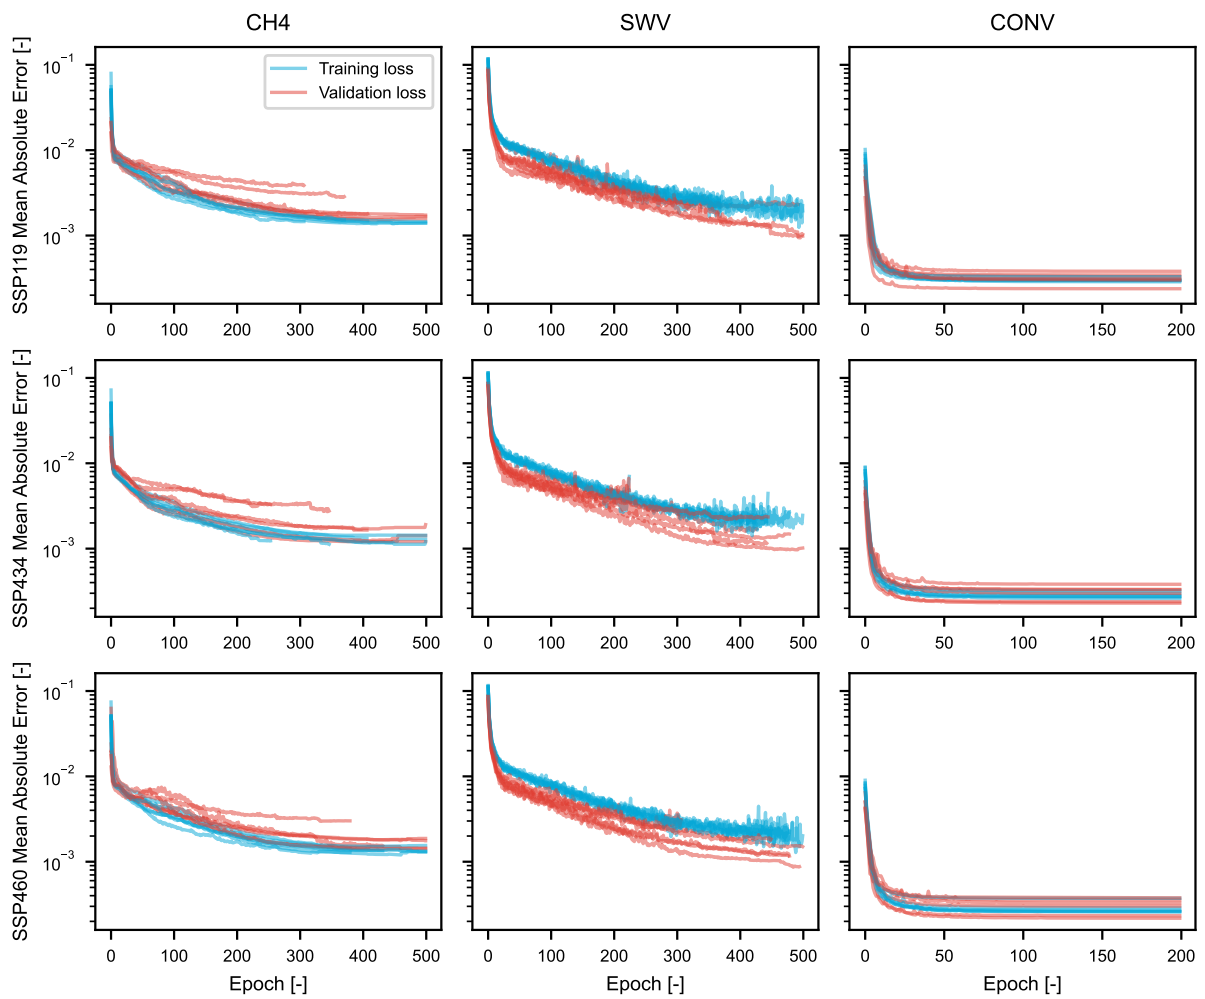 CH4 SWV CONV
SSP119 Mean Absolute Error [-]
10⁻¹
10⁻²
10⁻³
Training loss
Validation loss
0 100 200 300 400 500
0 100 200 300 400 500
0 50 100 150 200
SSP434 Mean Absolute Error [-]
10⁻¹
10⁻²
10⁻³
0 100 200 300 400 500
0 100 200 300 400 500
0 50 100 150 200
SSP460 Mean Absolute Error [-]
10⁻¹
10⁻²
10⁻³
0 100 200 300 400 500
0 100 200 300 400 500
0 50 100 150 200
Epoch [-] Epoch [-] Epoch [-]